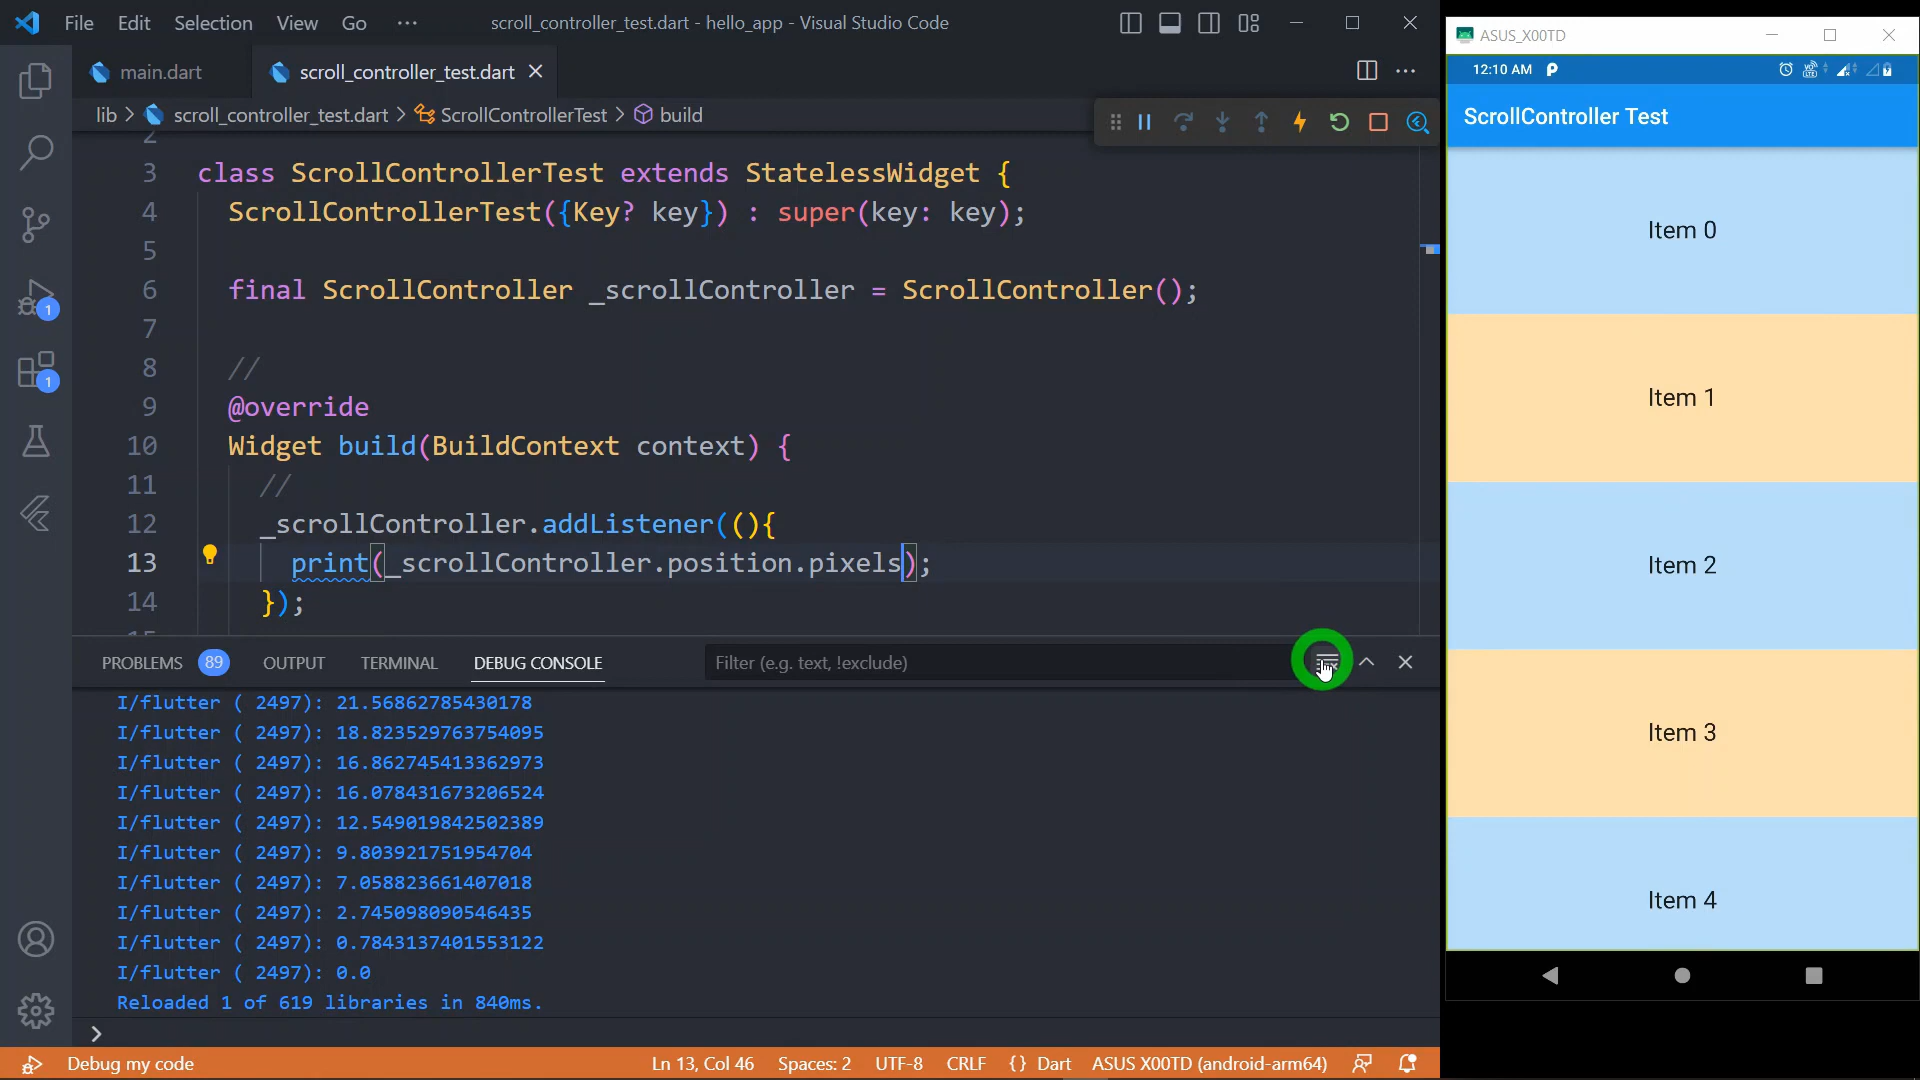 File Edit Selection View Go ··· scroll_controller_test.dart - hello_app - Visual Studio Code
main.dart scroll_controller_test.dart
lib > scroll_controller_test.dart > ScrollControllerTest > build
2
3 class ScrollControllerTest extends StatelessWidget {
4 ScrollControllerTest({Key? key}) : super(key: key);
5
6 final ScrollController _scrollController = ScrollController();
7
8 //
9 @override
10 Widget build(BuildContext context) {
11 //
12 _scrollController.addListener((){
13 print(_scrollController.position.pixels);
14 });
15
1
1
PROBLEMS 89 OUTPUT TERMINAL DEBUG CONSOLE Filter (e.g. text, !exclude)
I/flutter ( 2497): 21.56862785430178
I/flutter ( 2497): 18.823529763754095
I/flutter ( 2497): 16.862745413362973
I/flutter ( 2497): 16.078431673206524
I/flutter ( 2497): 12.549019842502389
I/flutter ( 2497): 9.803921751954704
I/flutter ( 2497): 7.058823661407018
I/flutter ( 2497): 2.745098090546435
I/flutter ( 2497): 0.7843137401553122
I/flutter ( 2497): 0.0
Reloaded 1 of 619 libraries in 840ms.
>
Debug my code Ln 13, Col 46 Spaces: 2 UTF-8 CRLF {} Dart ASUS X00TD (android-arm64)
ASUS_X00TD
12:10 AM
ScrollController Test
Item 0
Item 1
Item 2
Item 3
Item 4